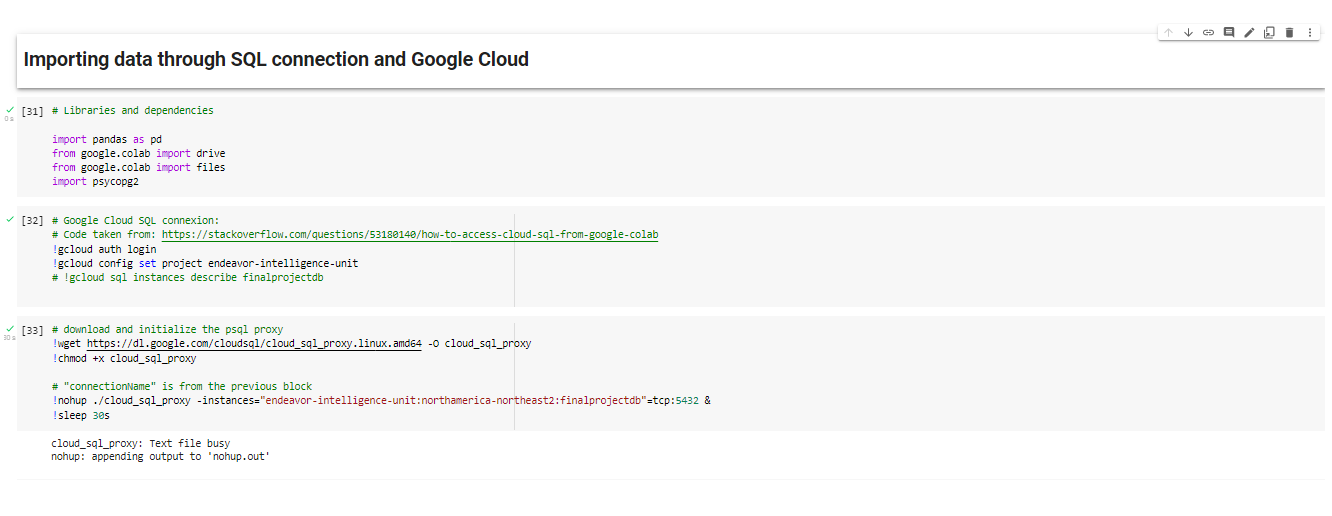 Importing data through SQL connection and Google Cloud
[31] # Libraries and dependencies
0 s
import pandas as pd
from google.colab import drive
from google.colab import files
import psycopg2
[32] # Google Cloud SQL connexion:
# Code taken from: https://stackoverflow.com/questions/53180140/how-to-access-cloud-sql-from-google-colab
!gcloud auth login
!gcloud config set project endeavor-intelligence-unit
# !gcloud sql instances describe finalprojectdb
[33] # download and initialize the psql proxy
30 s
!wget https://dl.google.com/cloudsql/cloud_sql_proxy.linux.amd64 -O cloud_sql_proxy
!chmod +x cloud_sql_proxy
# "connectionName" is from the previous block
!nohup ./cloud_sql_proxy -instances="endeavor-intelligence-unit:northamerica-northeast2:finalprojectdb"=tcp:5432 &
!sleep 30s
cloud_sql_proxy: Text file busy
nohup: appending output to 'nohup.out'